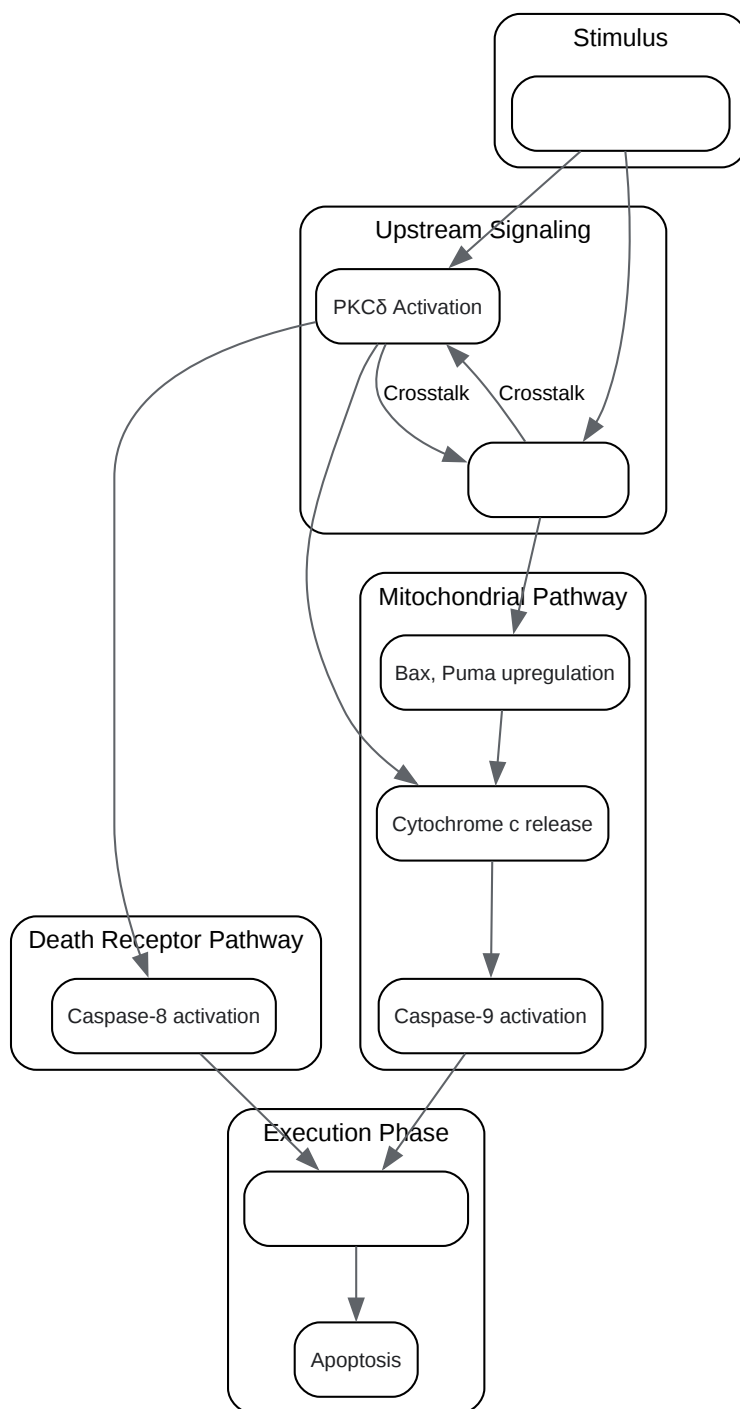 Stimulus
Upstream Signaling
PKCδ Activation
Crosstalk
Crosstalk
Mitochondrial Pathway
Bax, Puma upregulation
Cytochrome c release
Death Receptor Pathway
Caspase-8 activation
Caspase-9 activation
Execution Phase
Apoptosis